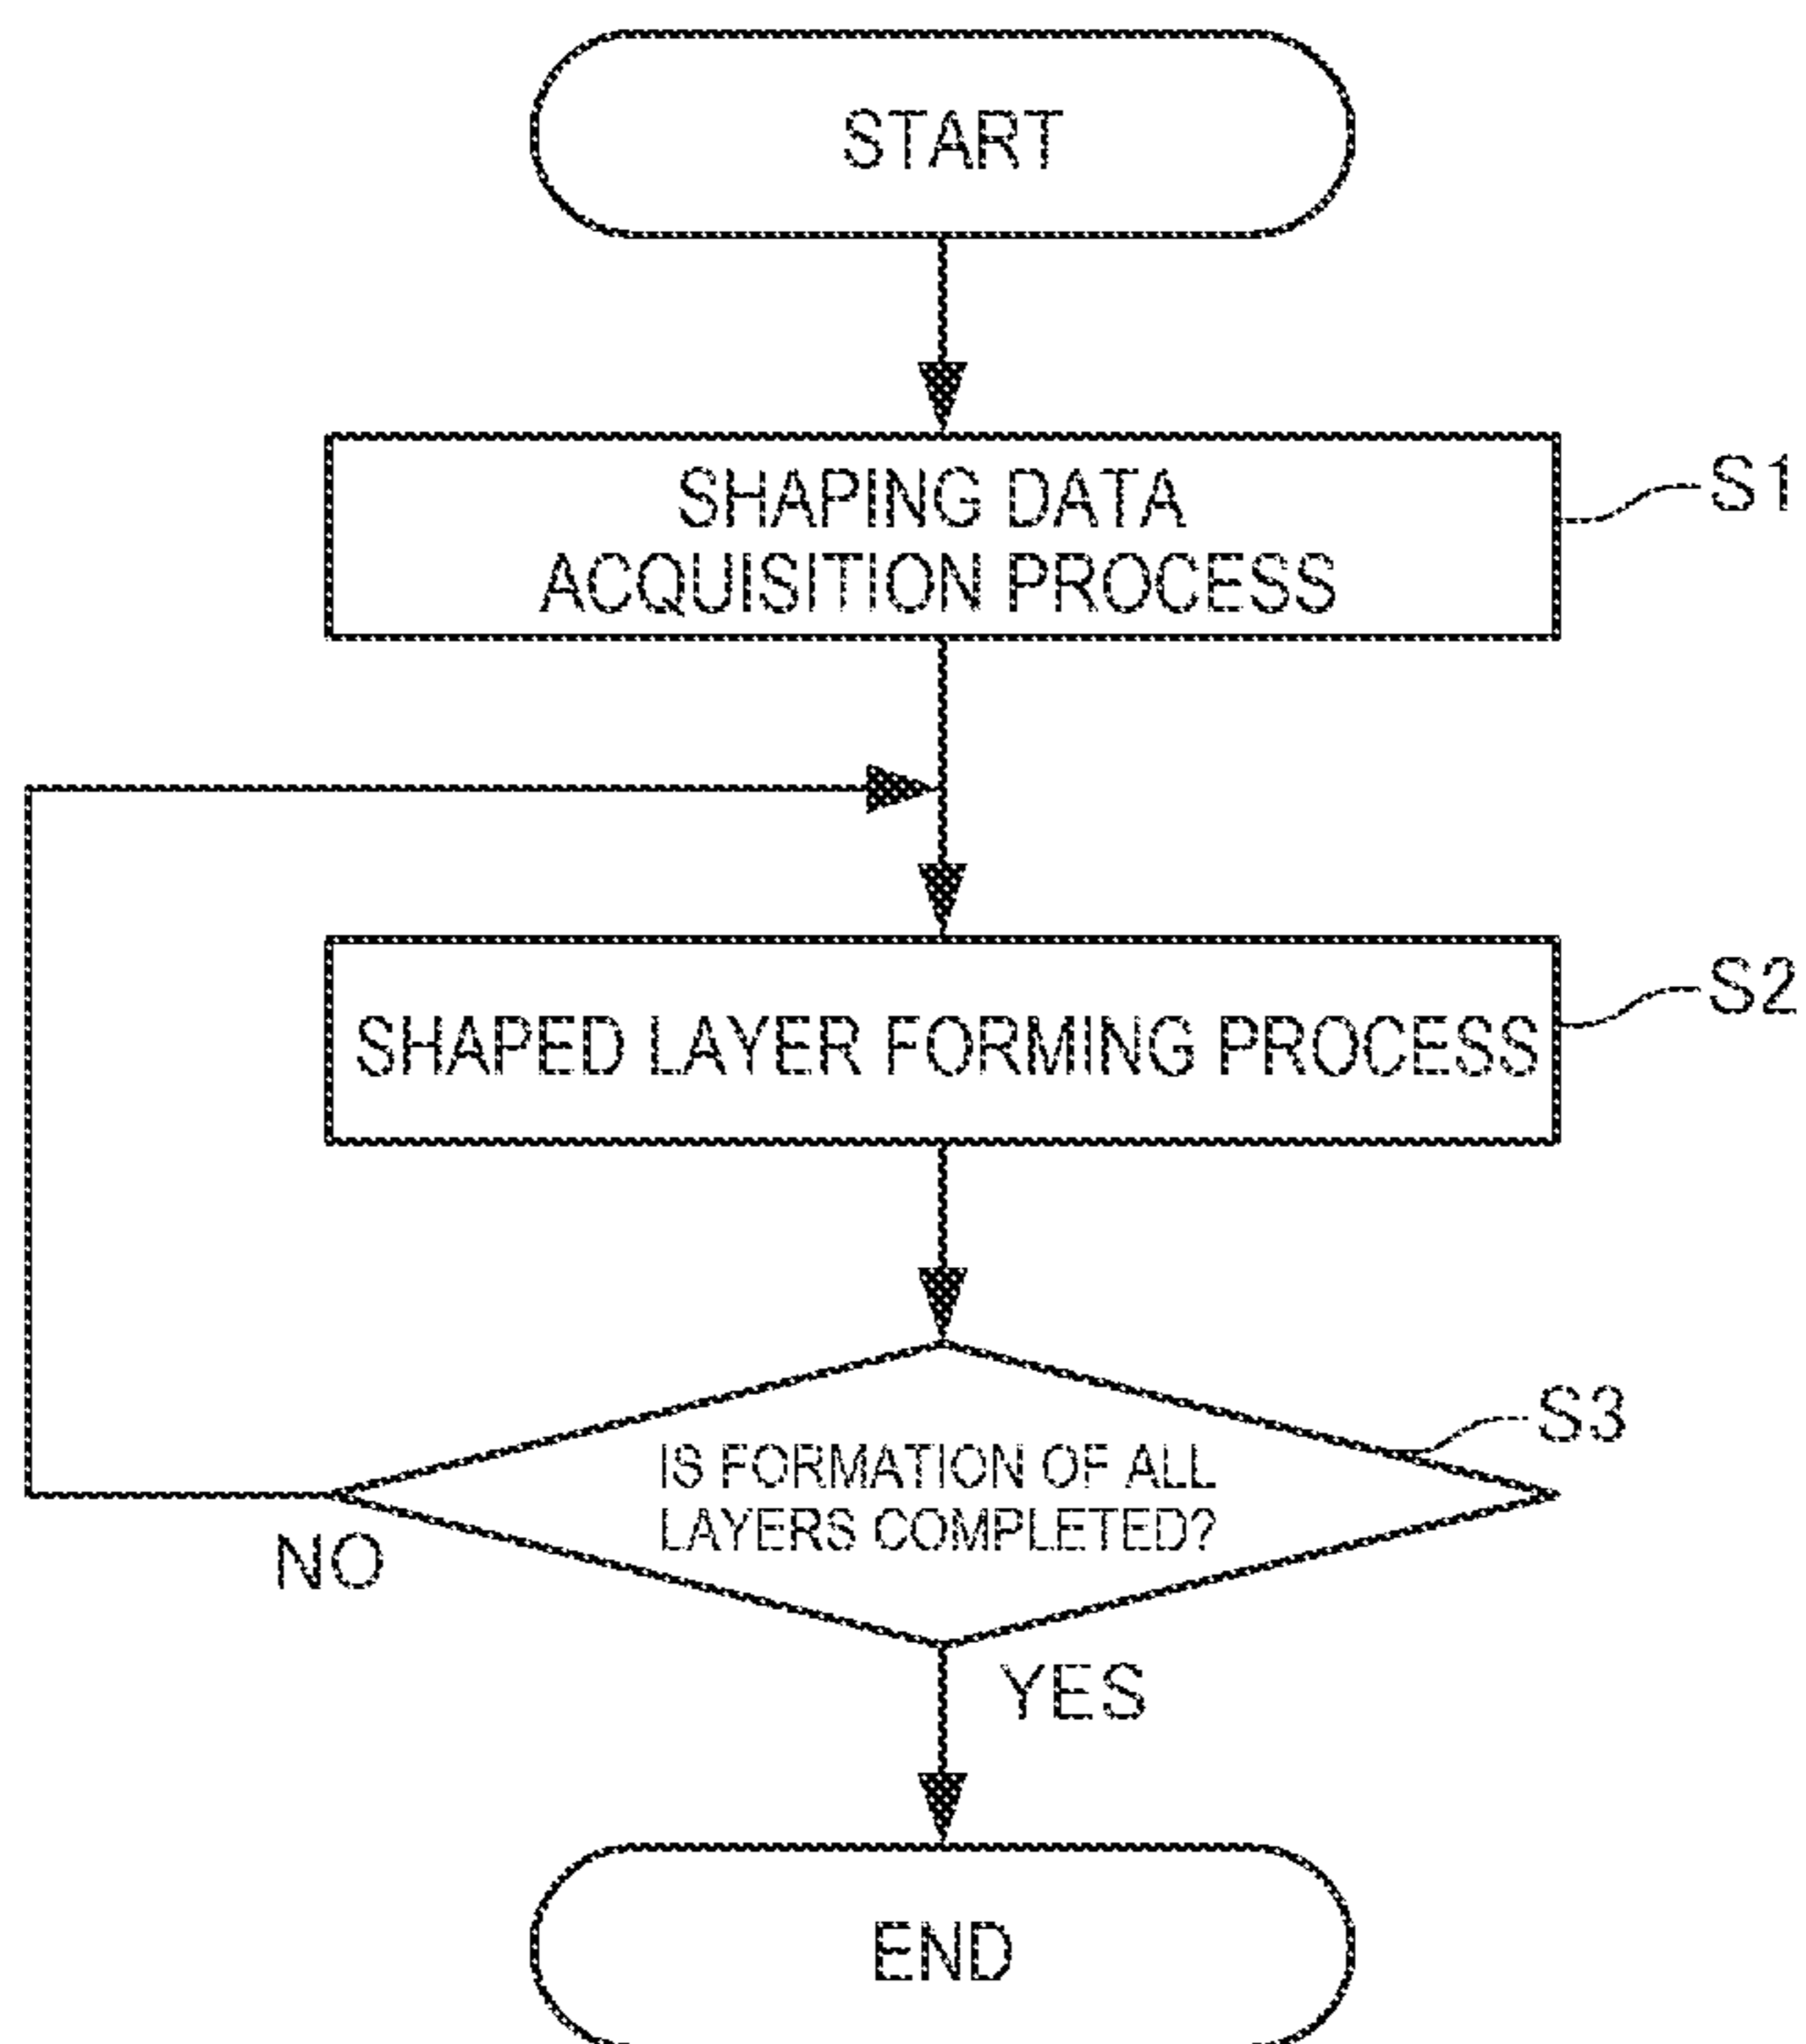 START
SHAPING DATA
ACQUISITION PROCESS
S1
SHAPED LAYER FORMING PROCESS
S2
IS FORMATION OF ALL
LAYERS COMPLETED?
S3
NO
YES
END